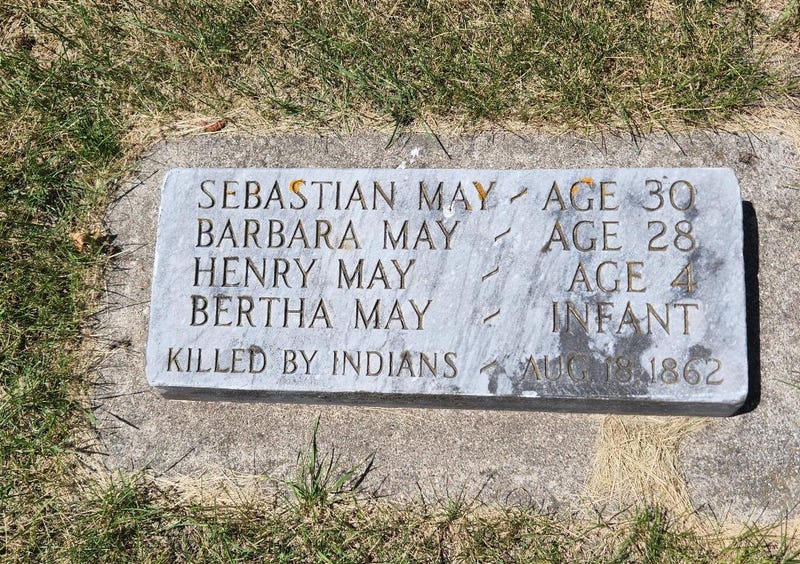 SEBASTIAN MAY ~ AGE 30
BARBARA MAY ~ AGE 28
HENRY MAY ~ AGE 4
BERTHA MAY ~ INFANT
KILLED BY INDIANS ~ AUG 18, 1862